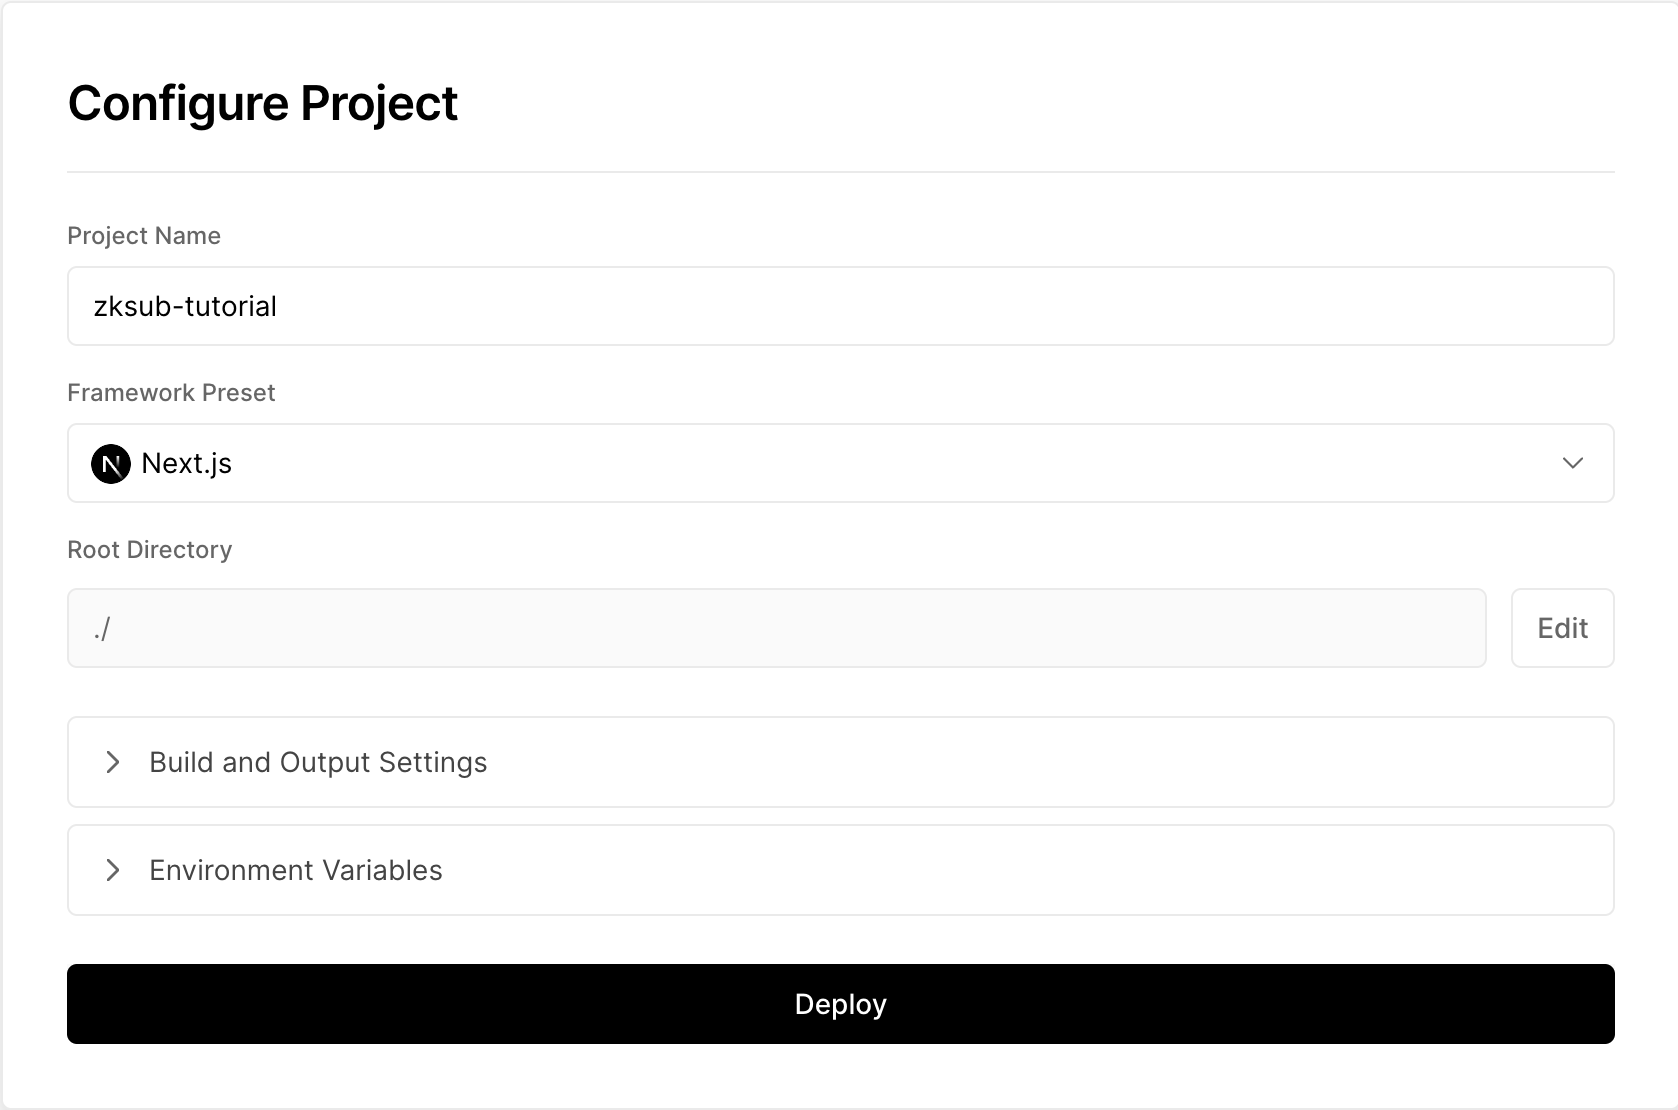 Configure Project
Project Name
zksub-tutorial
Framework Preset
N Next.js
Root Directory
./
Edit
Build and Output Settings
Environment Variables
Deploy